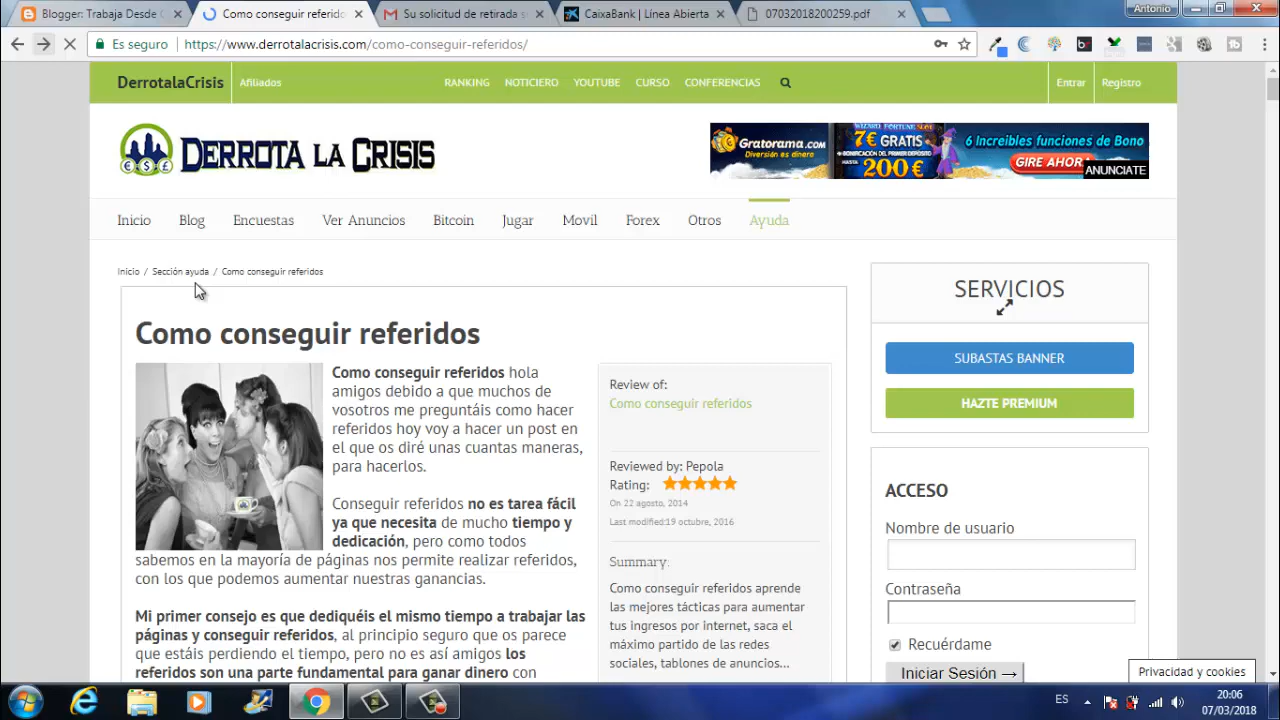 Blogger: Trabaja Desde C
Como conseguir referido
Su solicitud de retirada s
CaixaBank | Línea Abierta
07032018200259.pdf
Antonio
Es seguro
https://www.derrotalacrisis.com/como-conseguir-referidos/
DerrotalaCrisis
Afiliados
RANKING
NOTICIERO
YOUTUBE
CURSO
CONFERENCIAS
Entrar
Registro
DERROTA LA CRISIS
Gratorama.com
Diversión es dinero
WIZARD FORTUNE SLOT
7€ GRATIS
+ BONIFICACIÓN DEL PRIMER DEPÓSITO
HASTA 200€
6 Increíbles funciones de Bono
GIRE AHORA
ANUNCIATE
Inicio
Blog
Encuestas
Ver Anuncios
Bitcoin
Jugar
Movil
Forex
Otros
Ayuda
Inicio / Sección ayuda / Como conseguir referidos
Como conseguir referidos
Como conseguir referidos hola
amigos debido a que muchos de
vosotros me preguntáis como hacer
referidos hoy voy a hacer un post en
el que os diré unas cuantas maneras,
para hacerlos.
Conseguir referidos no es tarea fácil
ya que necesita de mucho tiempo y
dedicación, pero como todos
sabemos en la mayoría de páginas nos permite realizar referidos,
con los que podemos aumentar nuestras ganancias.
Mi primer consejo es que dediquéis el mismo tiempo a trabajar las
páginas y conseguir referidos, al principio seguro que os parece
que estáis perdiendo el tiempo, pero no es así amigos los
referidos son una parte fundamental para ganar dinero con
Review of:
Como conseguir referidos
Reviewed by: Pepola
Rating:
On 22 agosto, 2014
Last modified:19 octubre, 2016
Summary:
Como conseguir referidos aprende
las mejores tácticas para aumentar
tus ingresos por internet, saca el
máximo partido de las redes
sociales, tablones de anuncios...
SERVICIOS
SUBASTAS BANNER
HAZTE PREMIUM
ACCESO
Nombre de usuario
Contraseña
Recuérdame
Iniciar Sesión →
Privacidad y cookies
ES
20:06
07/03/2018